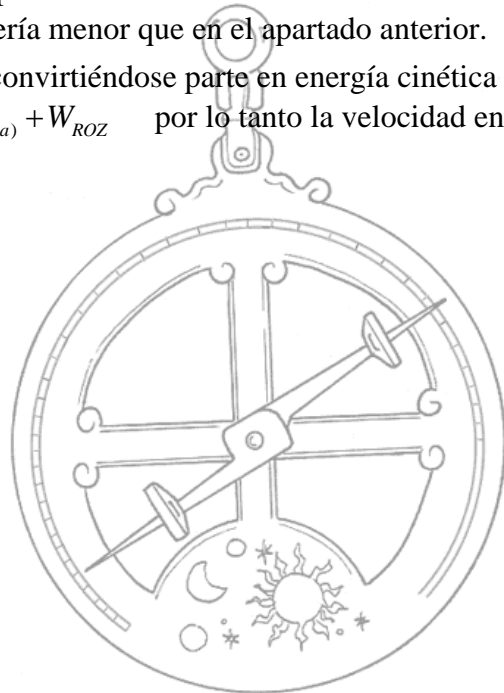 ería menor que en el apartado anterior.
convirtiéndose parte en energía cinética
a) + W_ROZ por lo tanto la velocidad en